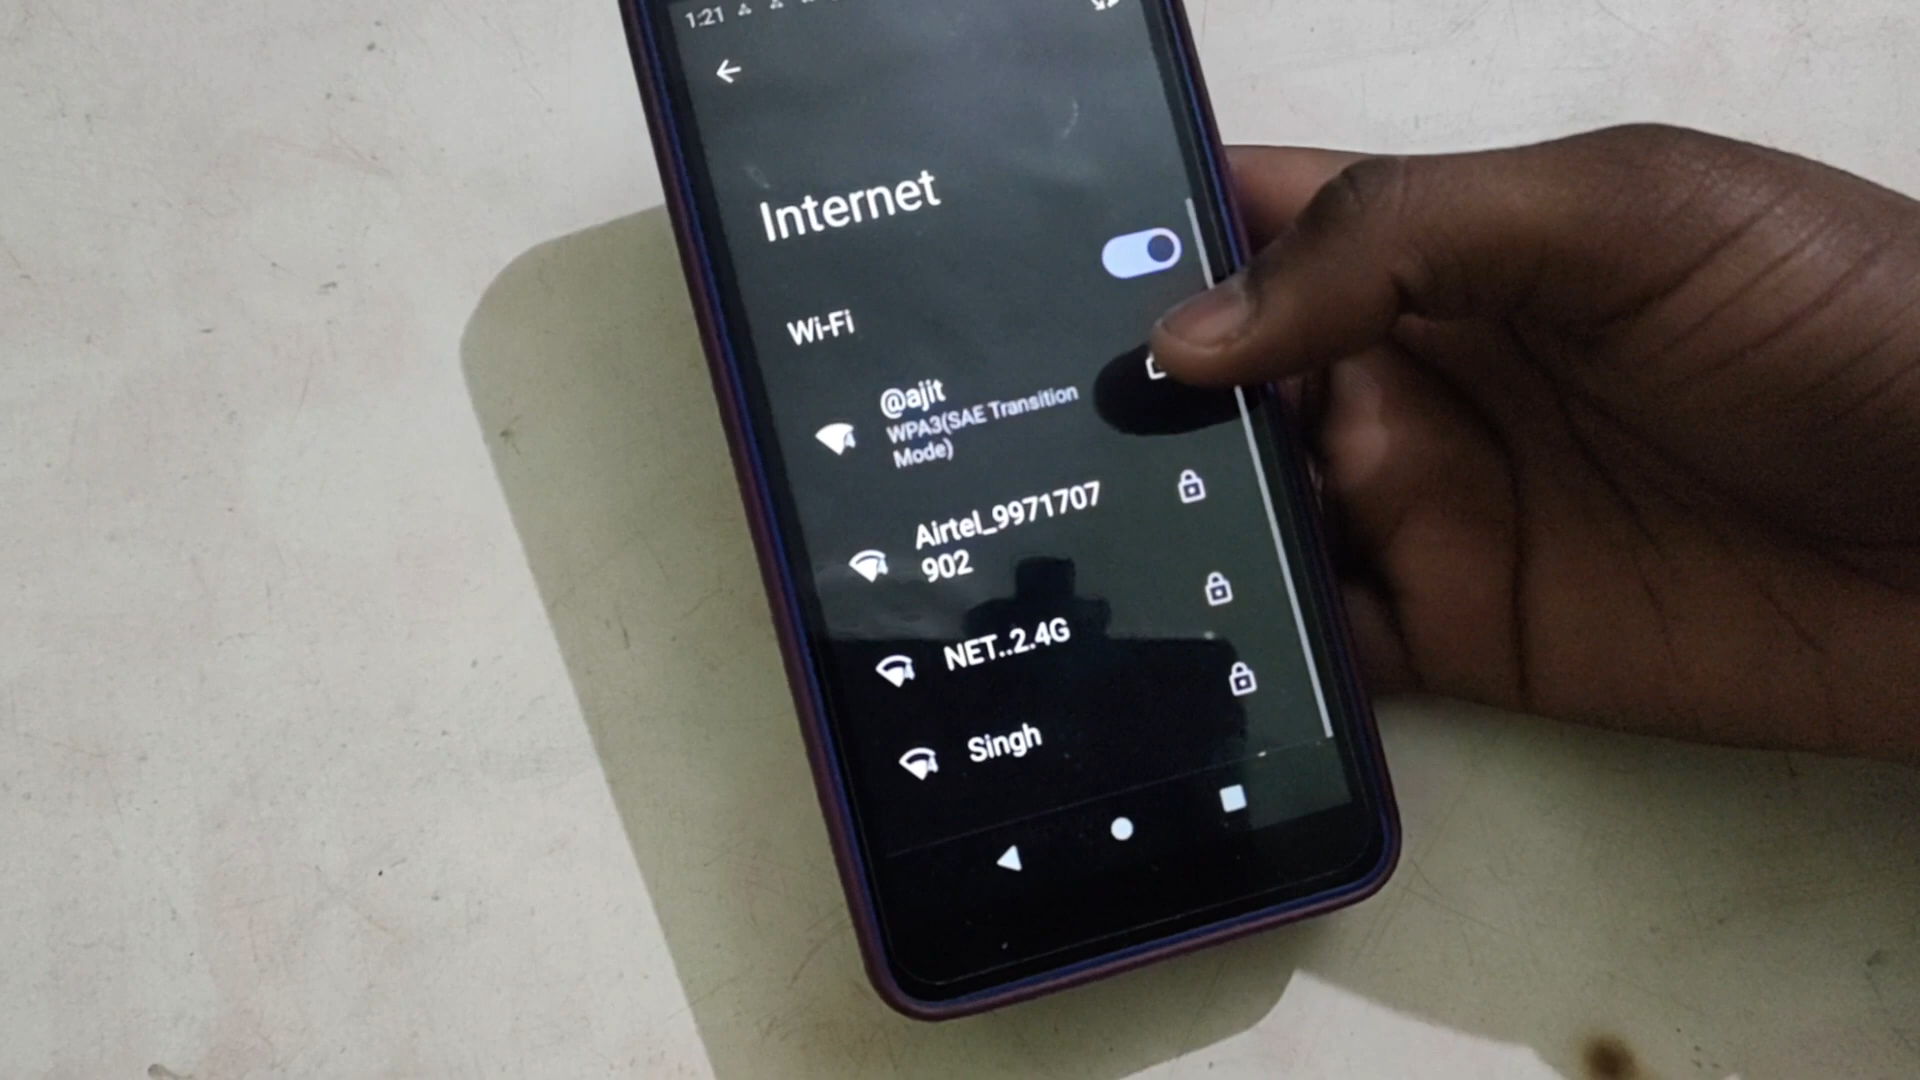 1:21
Internet
Wi-Fi
@ajit
WPA3(SAE Transition
Mode)
Airtel_9971707
902
NET..2.4G
Singh